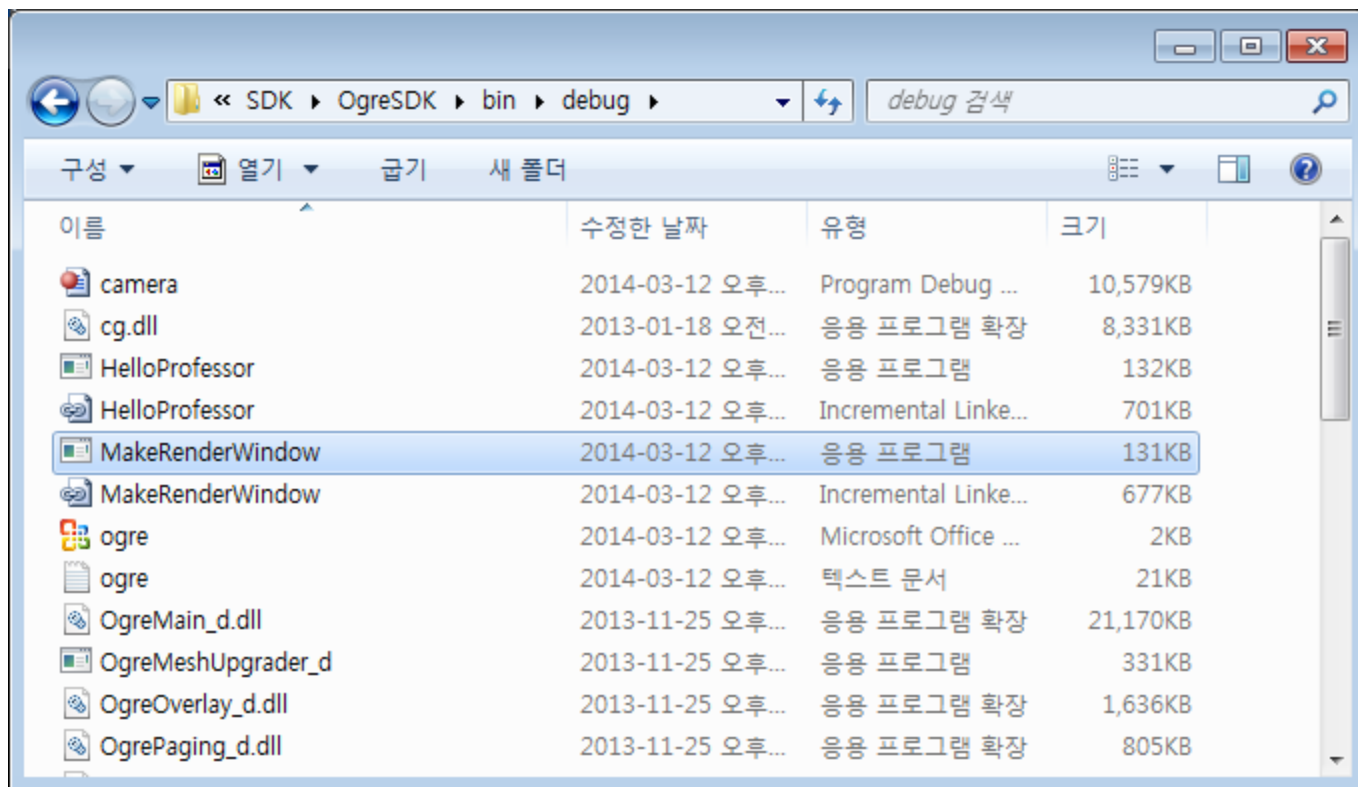 « SDK ▸ OgreSDK ▸ bin ▸ debug ▸ debug 검색
구성 열기 굽기 새 폴더
이름 수정한 날짜 유형 크기
camera 2014-03-12 오후... Program Debug ... 10,579KB
cg.dll 2013-01-18 오전... 응용 프로그램 확장 8,331KB
HelloProfessor 2014-03-12 오후... 응용 프로그램 132KB
HelloProfessor 2014-03-12 오후... Incremental Linke... 701KB
MakeRenderWindow 2014-03-12 오후... 응용 프로그램 131KB
MakeRenderWindow 2014-03-12 오후... Incremental Linke... 677KB
ogre 2014-03-12 오후... Microsoft Office ... 2KB
ogre 2014-03-12 오후... 텍스트 문서 21KB
OgreMain_d.dll 2013-11-25 오후... 응용 프로그램 확장 21,170KB
OgreMeshUpgrader_d 2013-11-25 오후... 응용 프로그램 331KB
OgreOverlay_d.dll 2013-11-25 오후... 응용 프로그램 확장 1,636KB
OgrePaging_d.dll 2013-11-25 오후... 응용 프로그램 확장 805KB